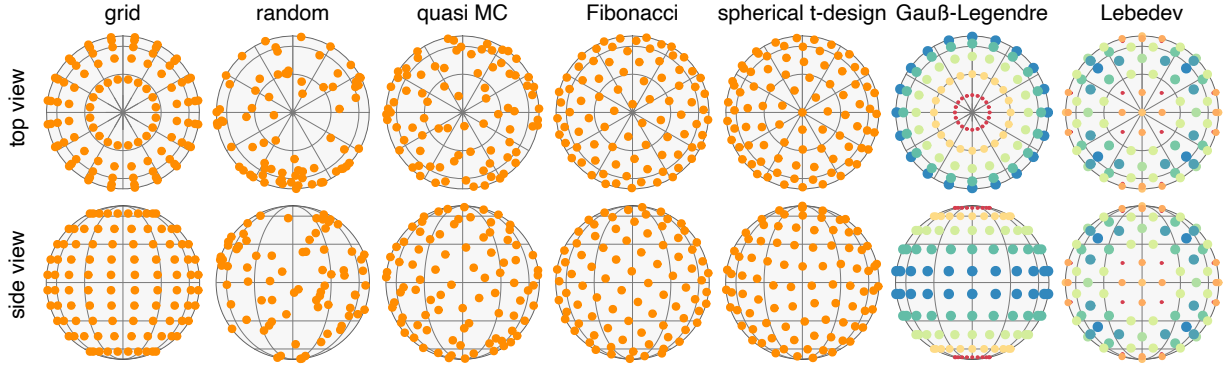 grid random quasi MC Fibonacci spherical t-design Gauß-Legendre Lebedev
top view
side view